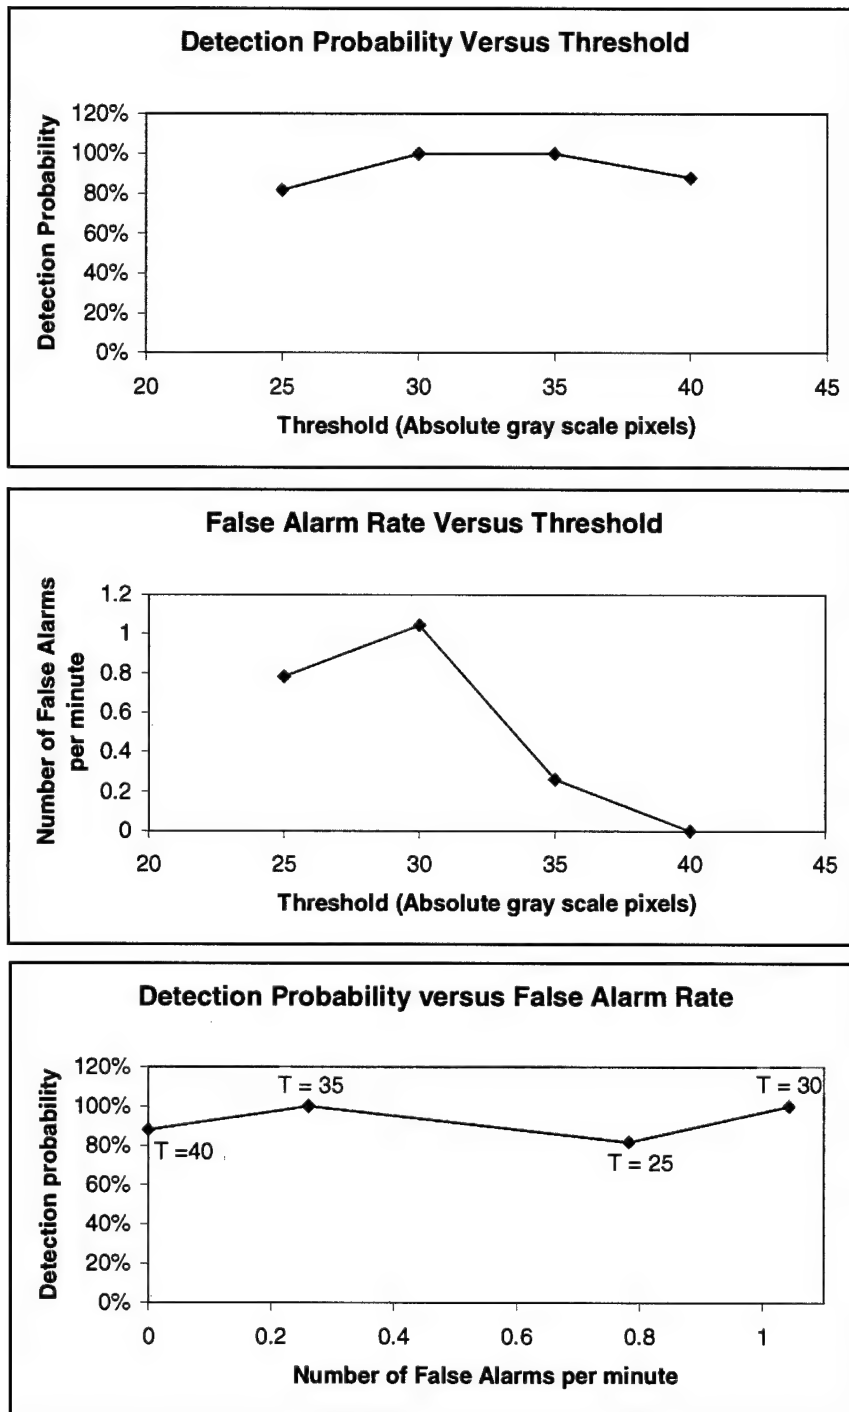 Detection Probability Versus Threshold
Detection Probability
120%
100%
80%
60%
40%
20%
0%
20 25 30 35 40 45
Threshold (Absolute gray scale pixels)
False Alarm Rate Versus Threshold
Number of False Alarms
per minute
1.2
1
0.8
0.6
0.4
0.2
0
20 25 30 35 40 45
Threshold (Absolute gray scale pixels)
Detection Probability versus False Alarm Rate
Detection probability
120%
100%
80%
60%
40%
20%
0%
T = 35
T = 30
T =40
T = 25
0 0.2 0.4 0.6 0.8 1
Number of False Alarms per minute